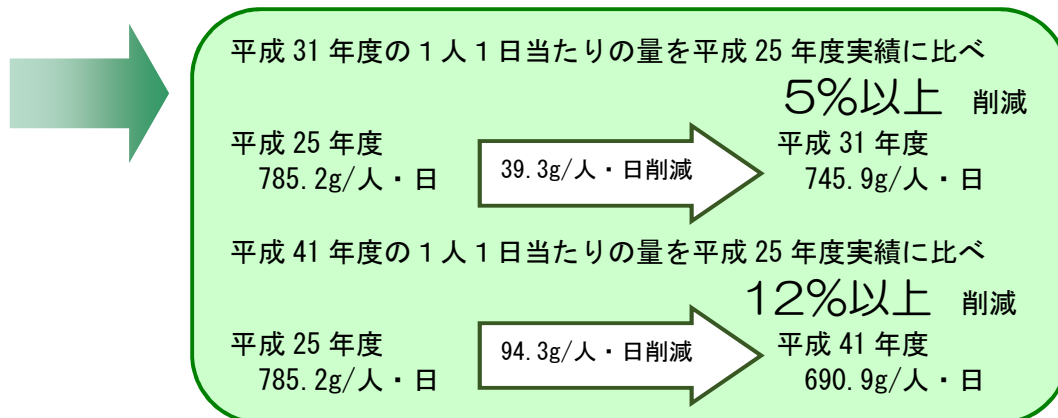 平成 31 年度の１人１日当たりの量を平成 25 年度実績に比べ
5%以上 削減
平成 25 年度 平成 31 年度
785.2g/人・日 39.3g/人・日削減 745.9g/人・日
平成 41 年度の１人１日当たりの量を平成 25 年度実績に比べ
12%以上 削減
平成 25 年度 平成 41 年度
785.2g/人・日 94.3g/人・日削減 690.9g/人・日